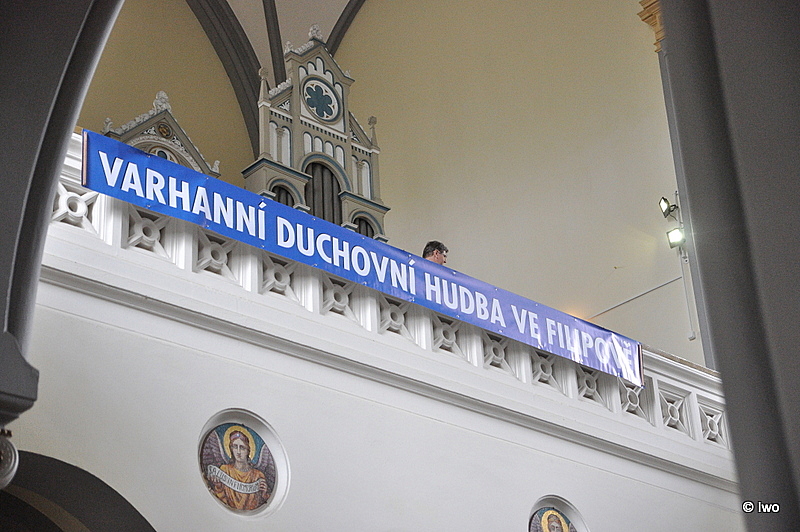 VARHANNÍ DUCHOVNÍ HUDBA VE FILIPOVĚ
© Iwo